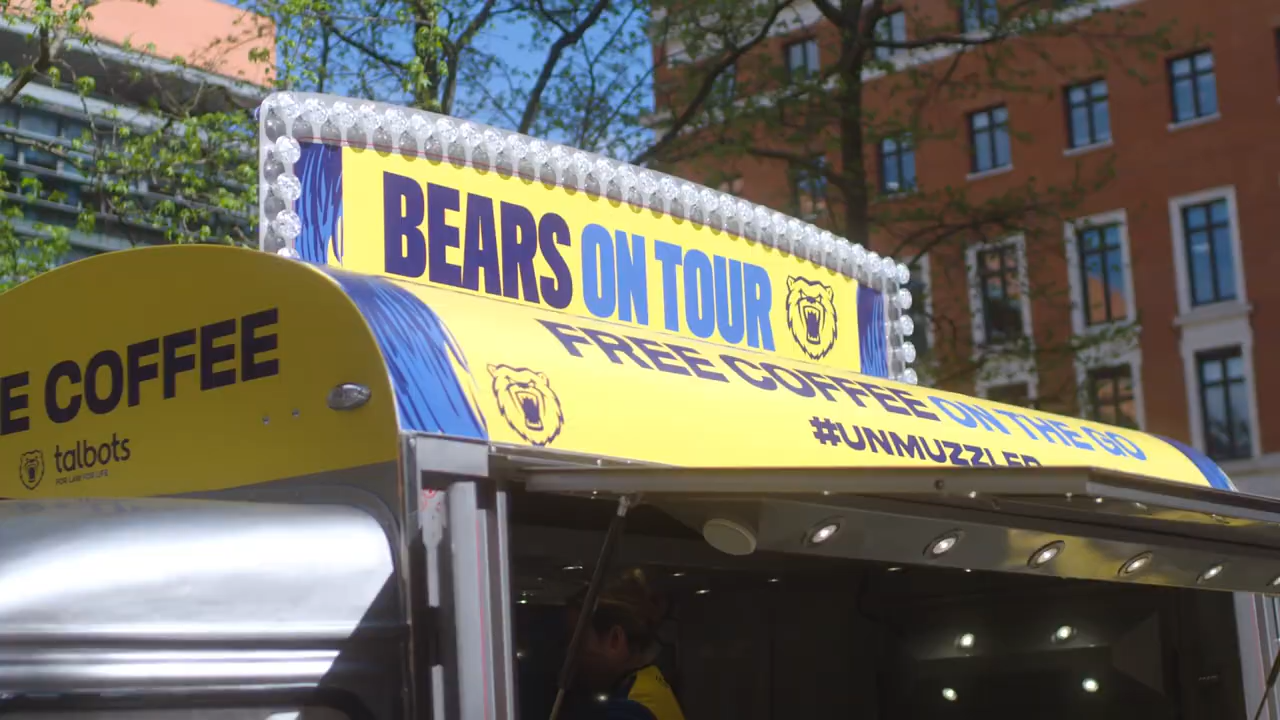 BEARS ON TOUR
FREE COFFEE ON THE GO
#UNMUZZLED
E COFFEE
talbots
FOR LAW FOR LIFE